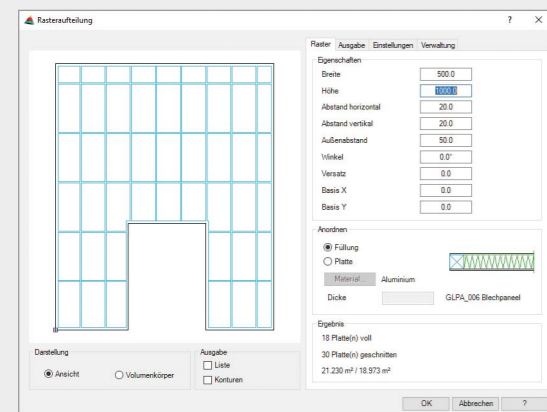 Rasteraufteilung
? ×
Raster Ausgabe Einstellungen Verwaltung
Eigenschaften
Breite 500.0
Höhe 1000.0
Abstand horizontal 20.0
Abstand vertikal 20.0
Außenabstand 50.0
Winkel 0.0°
Versatz 0.0
Basis X 0.0
Basis Y 0.0
Anordnen
Füllung
Platte
Material... Aluminium
Dicke GLPA_006 Blechpaneel
Ergebnis
18 Platte(n) voll
30 Platte(n) geschnitten
21.230 m² / 18.973 m²
Darstellung
Ansicht Volumenkörper
Ausgabe
Liste
Konturen
OK Abbrechen ?